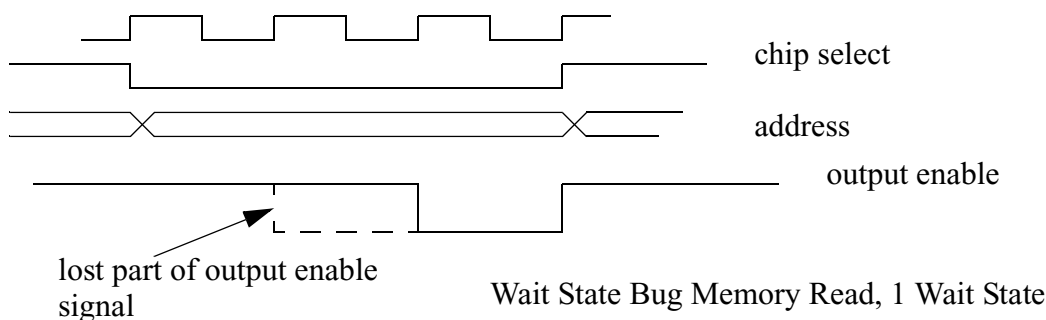 chip select
address
output enable
lost part of output enable
signal
Wait State Bug Memory Read, 1 Wait State